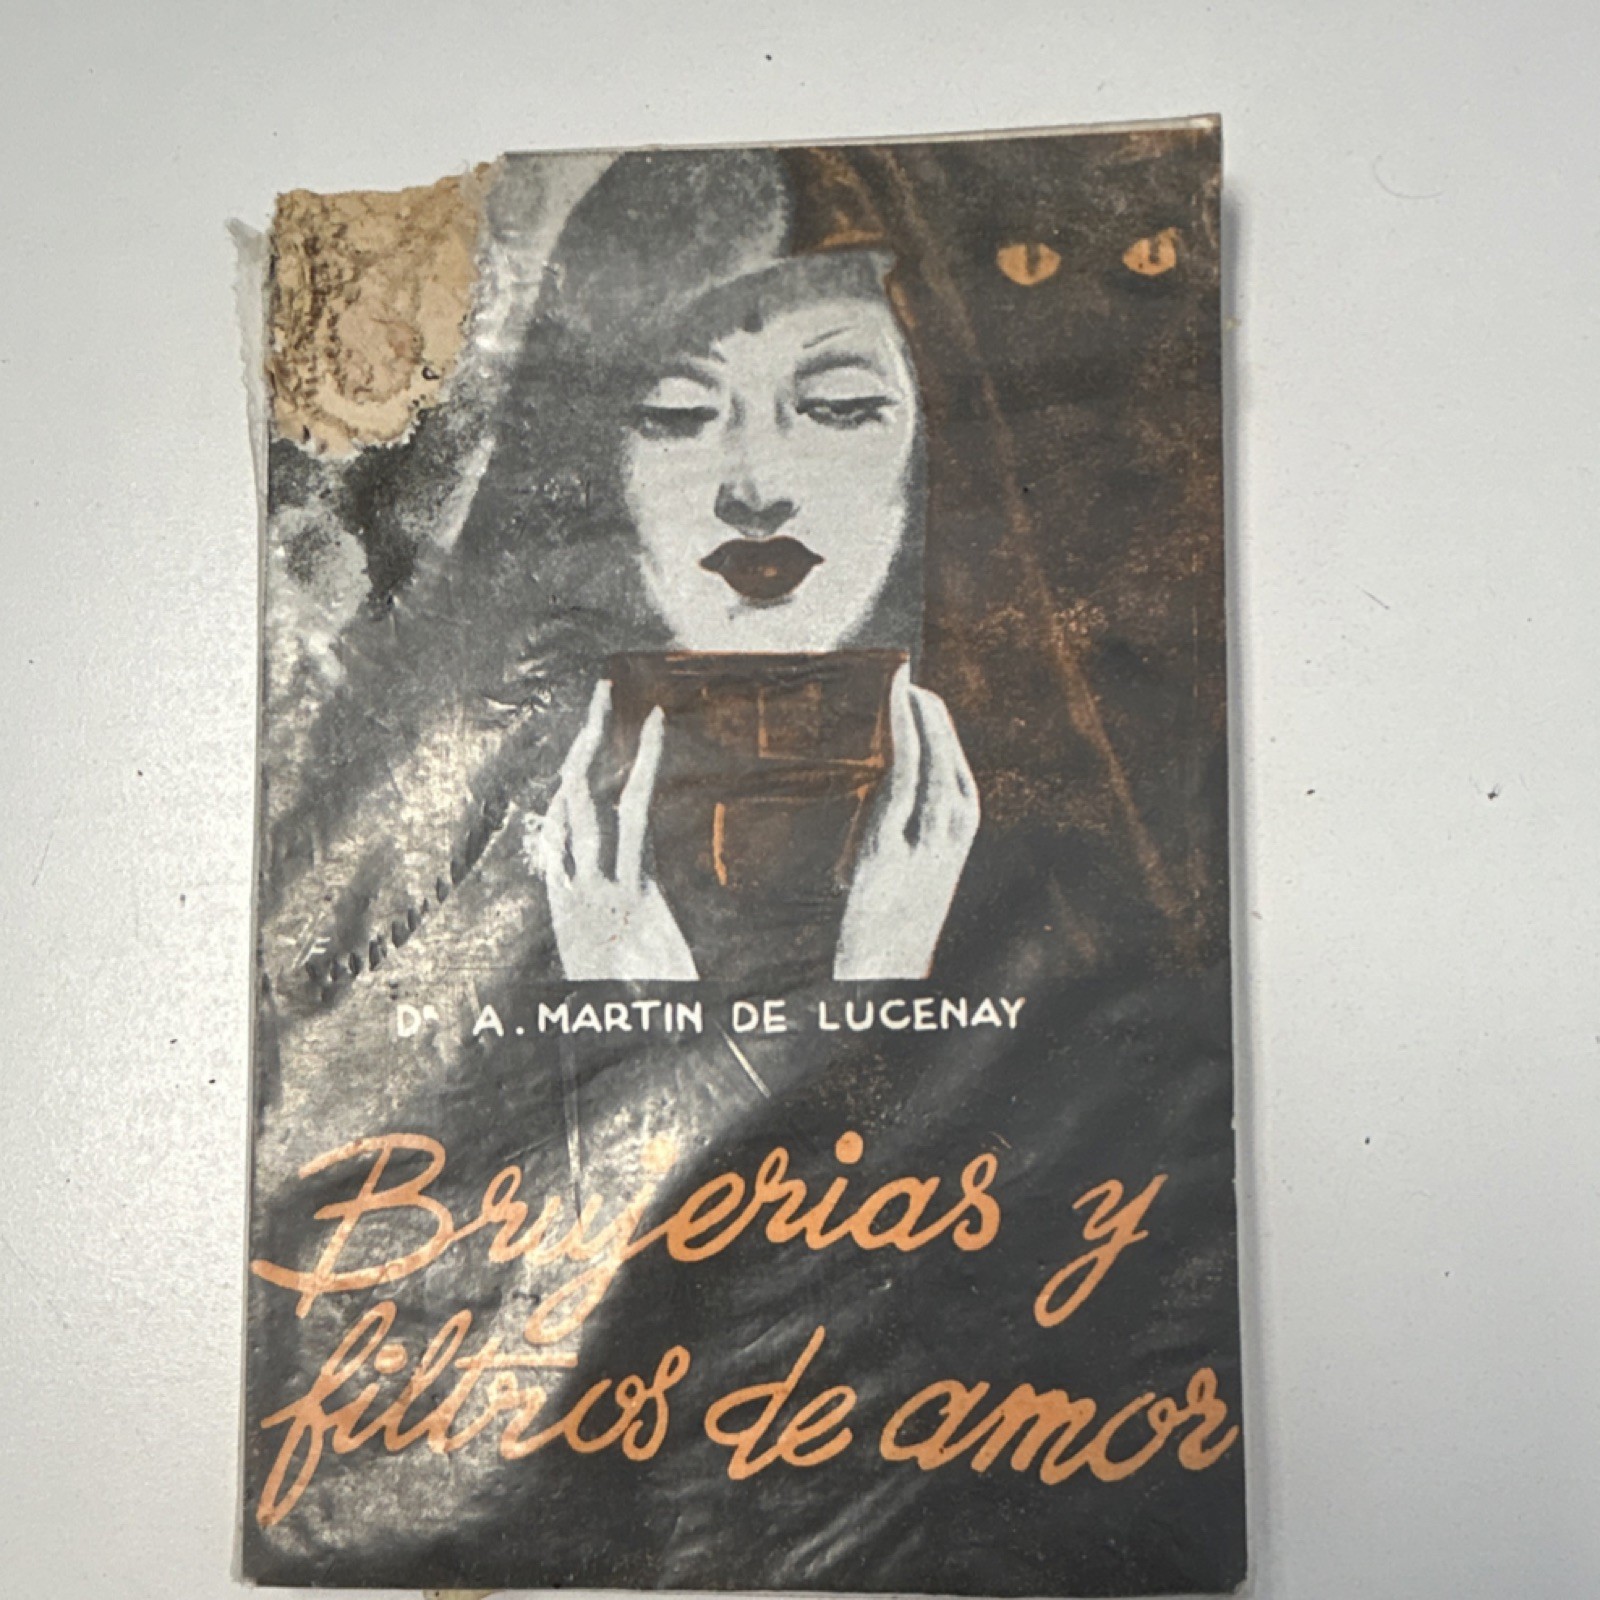 Dr A. MARTIN DE LUCENAY
Brujerias y
filtros de amor